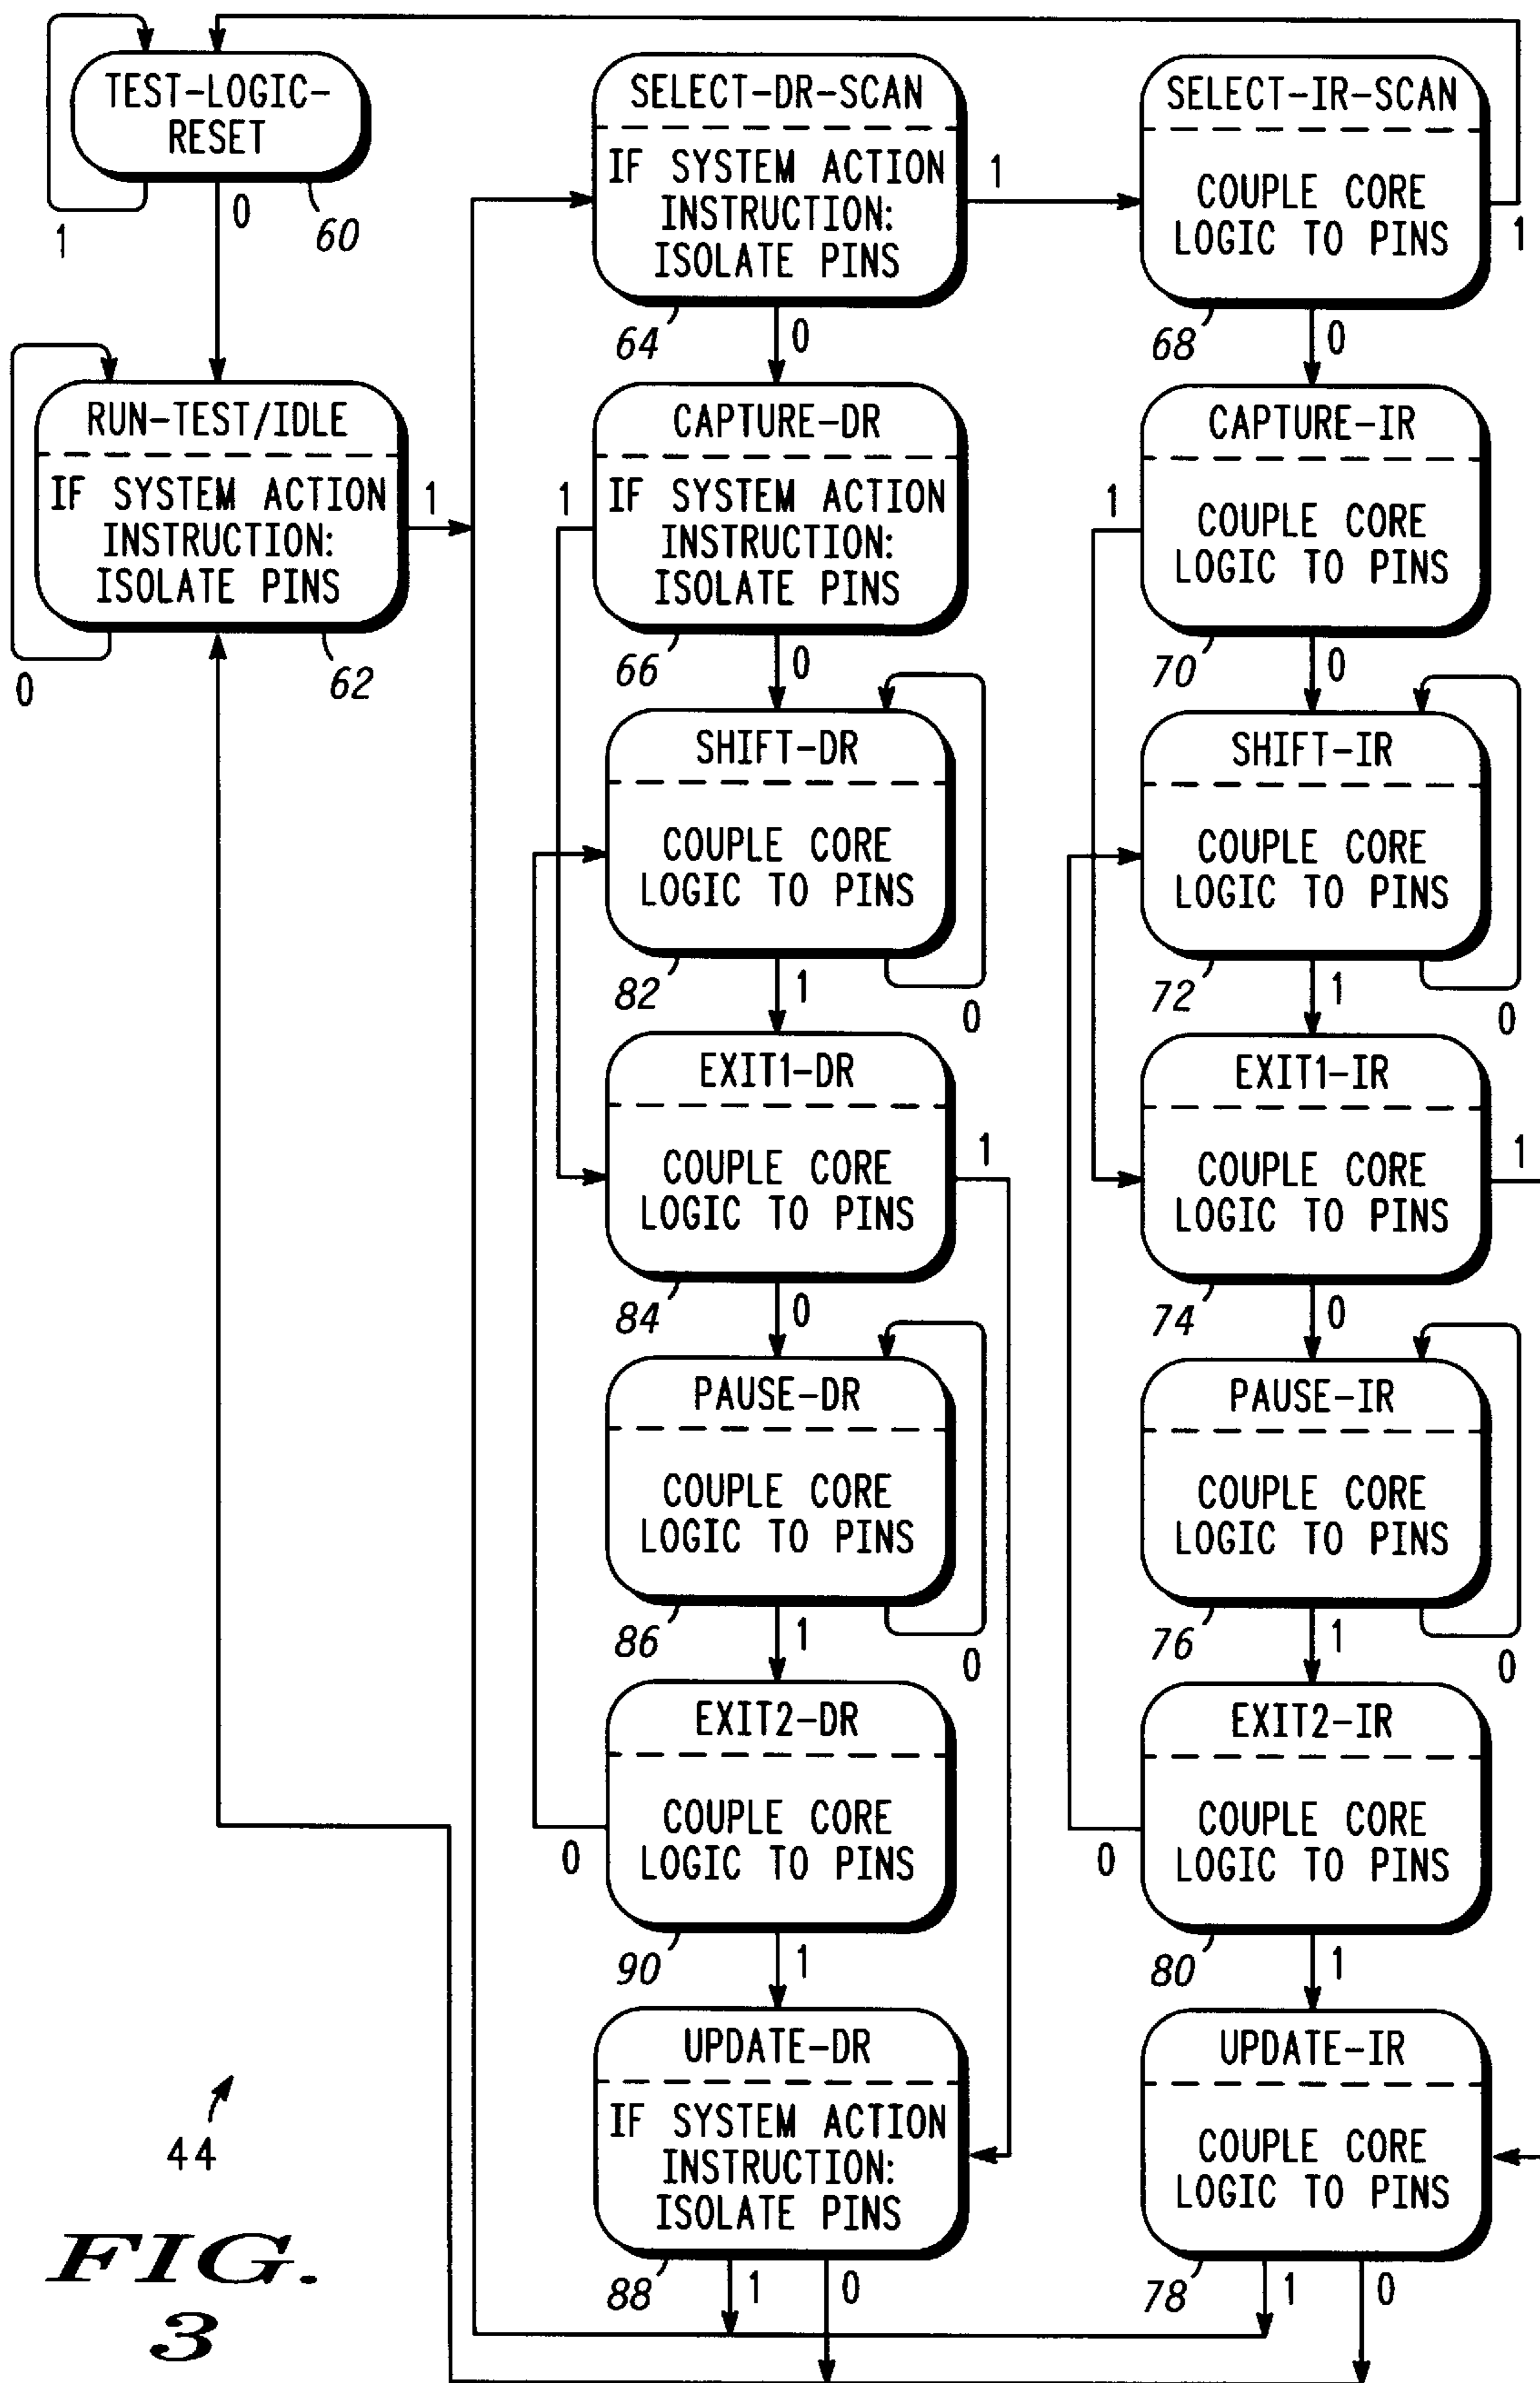 TEST-LOGIC-
RESET
1
0
60
RUN-TEST/IDLE
IF SYSTEM ACTION
INSTRUCTION:
ISOLATE PINS
1
0
62
SELECT-DR-SCAN
IF SYSTEM ACTION
INSTRUCTION:
ISOLATE PINS
1
64
0
CAPTURE-DR
IF SYSTEM ACTION
INSTRUCTION:
ISOLATE PINS
1
66
0
SHIFT-DR
COUPLE CORE
LOGIC TO PINS
82
1
0
EXIT1-DR
COUPLE CORE
LOGIC TO PINS
1
84
0
PAUSE-DR
COUPLE CORE
LOGIC TO PINS
86
1
0
EXIT2-DR
COUPLE CORE
LOGIC TO PINS
0
90
1
UPDATE-DR
IF SYSTEM ACTION
INSTRUCTION:
ISOLATE PINS
88
1
0
SELECT-IR-SCAN
COUPLE CORE
LOGIC TO PINS
1
68
0
CAPTURE-IR
COUPLE CORE
LOGIC TO PINS
1
70
0
SHIFT-IR
COUPLE CORE
LOGIC TO PINS
72
1
0
EXIT1-IR
COUPLE CORE
LOGIC TO PINS
1
74
0
PAUSE-IR
COUPLE CORE
LOGIC TO PINS
76
1
0
EXIT2-IR
COUPLE CORE
LOGIC TO PINS
0
80
1
UPDATE-IR
COUPLE CORE
LOGIC TO PINS
78
1
0
44
FIG.
3